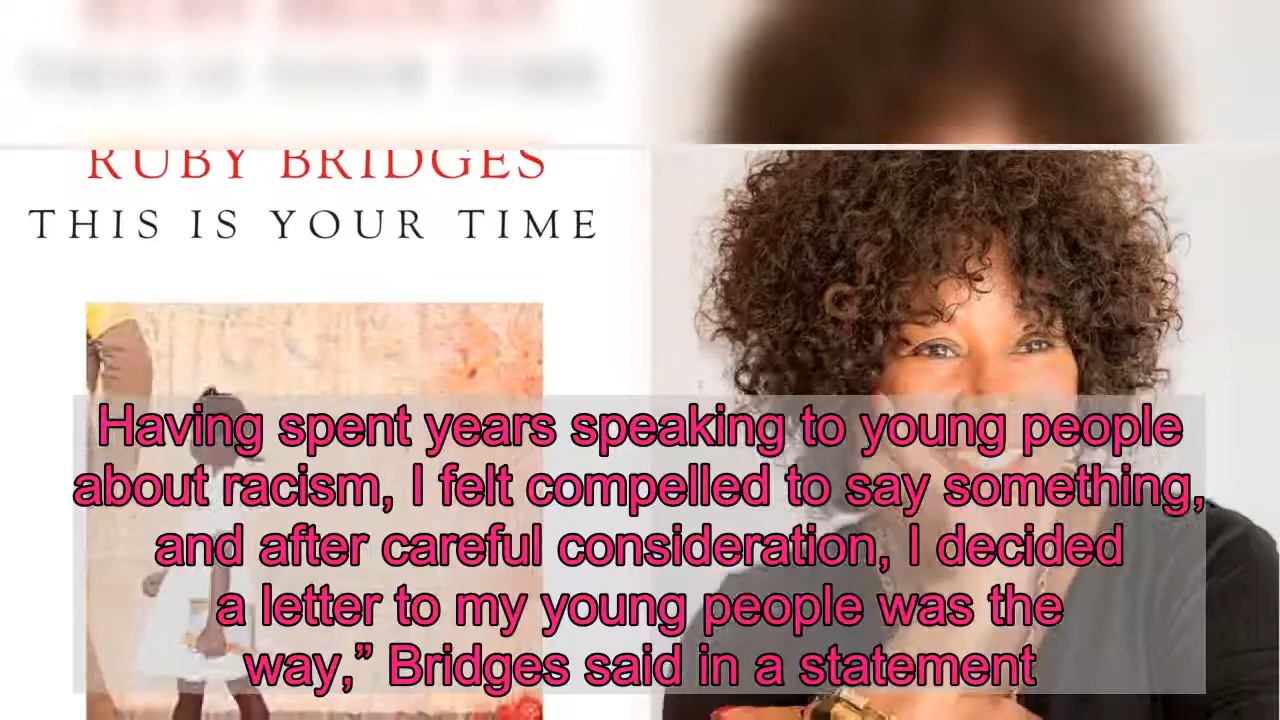 RUBY BRIDGES
THIS IS YOUR TIME
Having spent years speaking to young people
about racism, I felt compelled to say something,
and after careful consideration, I decided
a letter to my young people was the
way,” Bridges said in a statement